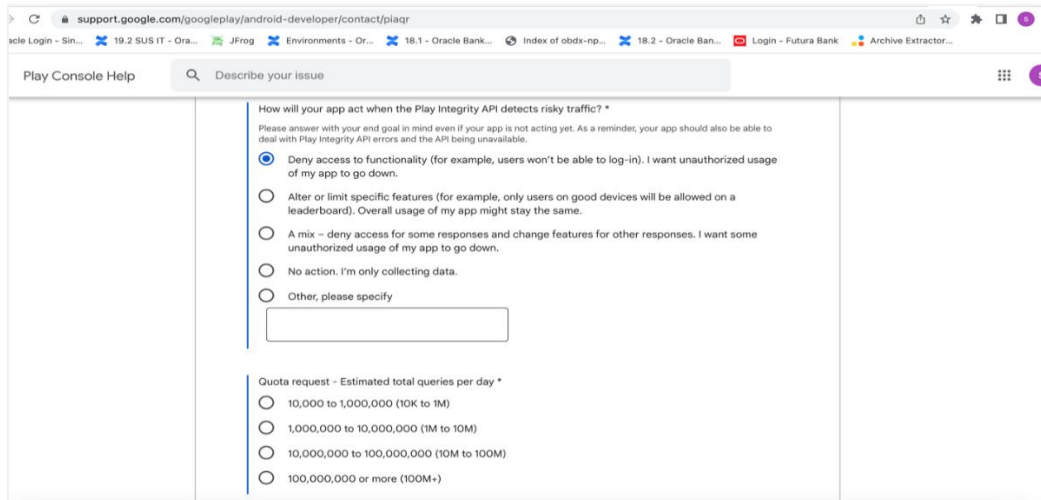 support.google.com/googleplay/android-developer/contact/piaqr
acle Login - Sin... 19.2 SUS IT - Ora... JFrog Environments - Or... 18.1 - Oracle Bank... Index of obdx-np... 18.2 - Oracle Ban... Login - Futura Bank Archive Extractor...
Play Console Help Describe your issue
How will your app act when the Play Integrity API detects risky traffic? *
Please answer with your end goal in mind even if your app is not acting yet. As a reminder, your app should also be able to
deal with Play Integrity API errors and the API being unavailable.
Deny access to functionality (for example, users won't be able to log-in). I want unauthorized usage
of my app to go down.
Alter or limit specific features (for example, only users on good devices will be allowed on a
leaderboard). Overall usage of my app might stay the same.
A mix – deny access for some responses and change features for other responses. I want some
unauthorized usage of my app to go down.
No action. I'm only collecting data.
Other, please specify
Quota request - Estimated total queries per day *
10,000 to 1,000,000 (10K to 1M)
1,000,000 to 10,000,000 (1M to 10M)
10,000,000 to 100,000,000 (10M to 100M)
100,000,000 or more (100M+)